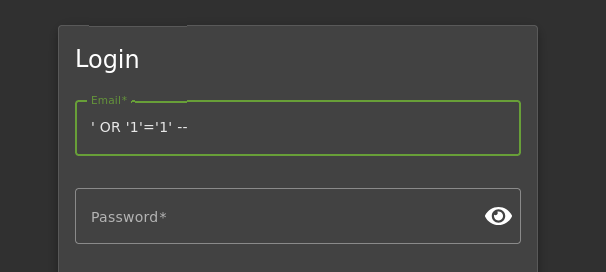 Login
Email*
' OR '1'='1' --
Password*